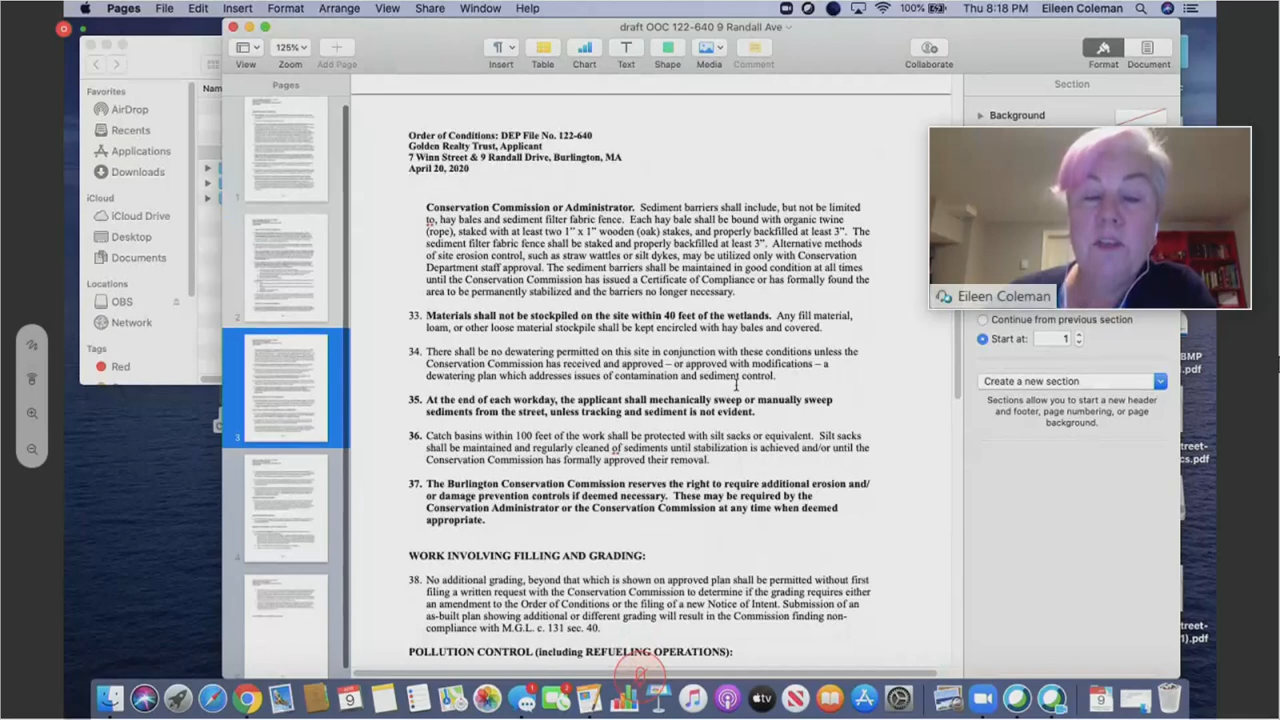 Pages File Edit Insert Format Arrange View Share Window Help
100% Thu 8:18 PM Eileen Coleman
draft OOC 122-640 9 Randall Ave
125%
View Zoom Add Page Insert Table Chart Text Shape Media Comment Collaborate Format Document
Pages
Section
Favorites
AirDrop
Recents
Applications
Downloads
iCloud
iCloud Drive
Desktop
Documents
Locations
OBS
Network
Tags
Red
Nam
1
2
3
4
Order of Conditions: DEP File No. 122-640
Golden Realty Trust, Applicant
7 Winn Street & 9 Randall Drive, Burlington, MA
April 20, 2020
Conservation Commission or Administrator. Sediment barriers shall include, but not be limited
to, hay bales and sediment filter fabric fence. Each hay bale shall be bound with organic twine
(rope), staked with at least two 1” x 1” wooden (oak) stakes, and properly backfilled at least 3”. The
sediment filter fabric fence shall be staked and properly backfilled at least 3”. Alternative methods
of site erosion control, such as straw wattles or silt dykes, may be utilized only with Conservation
Department staff approval. The sediment barriers shall be maintained in good condition at all times
until the Conservation Commission has issued a Certificate of Compliance or has formally found the
area to be permanently stabilized and the barriers no longer necessary.
33. Materials shall not be stockpiled on the site within 40 feet of the wetlands. Any fill material,
loam, or other loose material stockpile shall be kept encircled with hay bales and covered.
34. There shall be no dewatering permitted on this site in conjunction with these conditions unless the
Conservation Commission has received and approved – or approved with modifications – a
dewatering plan which addresses issues of contamination and sediment control.
35. At the end of each workday, the applicant shall mechanically sweep or manually sweep
sediments from the street, unless tracking and sediment is not evident.
36. Catch basins within 100 feet of the work shall be protected with silt sacks or equivalent. Silt sacks
shall be maintained and regularly cleaned of sediments until stabilization is achieved and/or until the
Conservation Commission has formally approved their removal.
37. The Burlington Conservation Commission reserves the right to require additional erosion and/
or damage prevention controls if deemed necessary. These may be required by the
Conservation Administrator or the Conservation Commission at any time when deemed
appropriate.
WORK INVOLVING FILLING AND GRADING:
38. No additional grading, beyond that which is shown on approved plan shall be permitted without first
filing a written request with the Conservation Commission to determine if the grading requires either
an amendment to the Order of Conditions or the filing of a new Notice of Intent. Submission of an
as-built plan showing additional or different grading will result in the Commission finding non-
compliance with M.G.L. c. 131 sec. 40.
POLLUTION CONTROL (including REFUELING OPERATIONS):
Background
Eileen Coleman
Continue from previous section
Start at: 1
Create a new section
Sections allow you to start a new header
and footer, page numbering, or page
background.
BMP
treet-
cs.pdf
treet-
1).pdf